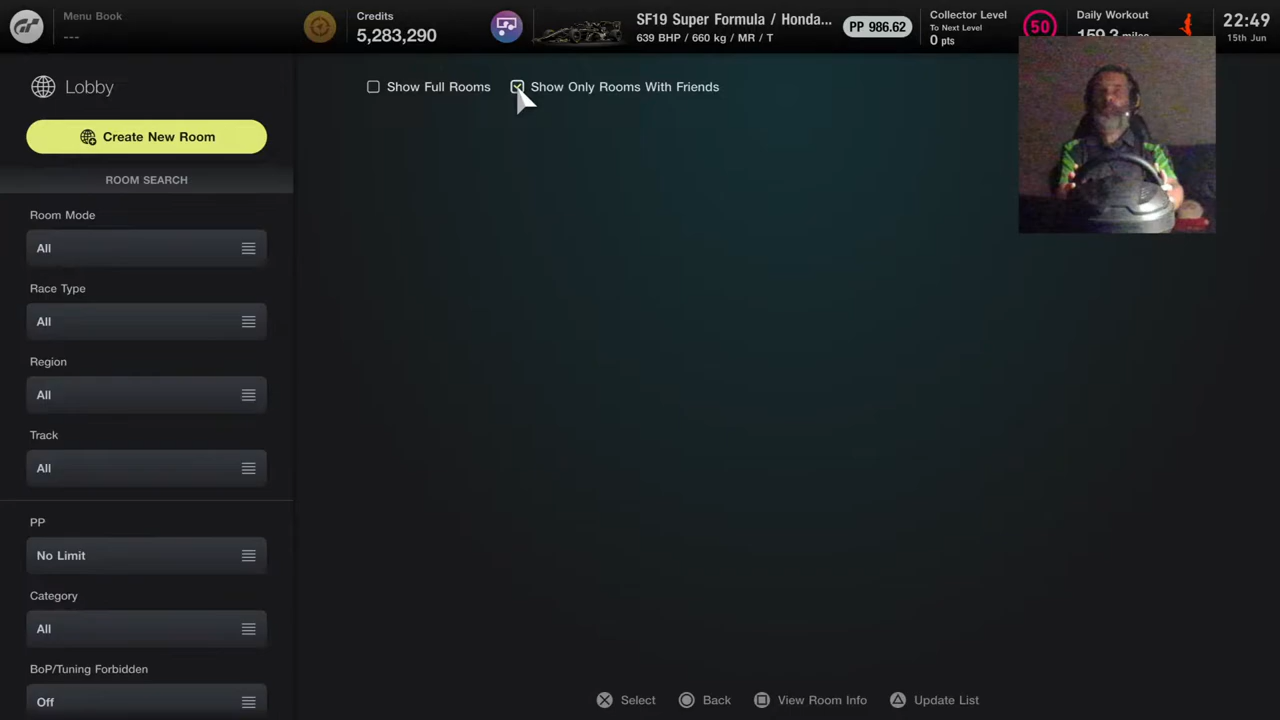 Menu Book
---
Credits
5,283,290
SF19 Super Formula / Honda...
639 BHP / 660 kg / MR / T
PP 986.62
Collector Level
To Next Level
0 pts
50
Daily Workout
159.3 miles
22:49
15th Jun
Lobby
Show Full Rooms
Show Only Rooms With Friends
Create New Room
ROOM SEARCH
Room Mode
All
Race Type
All
Region
All
Track
All
PP
No Limit
Category
All
BoP/Tuning Forbidden
Off
Select
Back
View Room Info
Update List